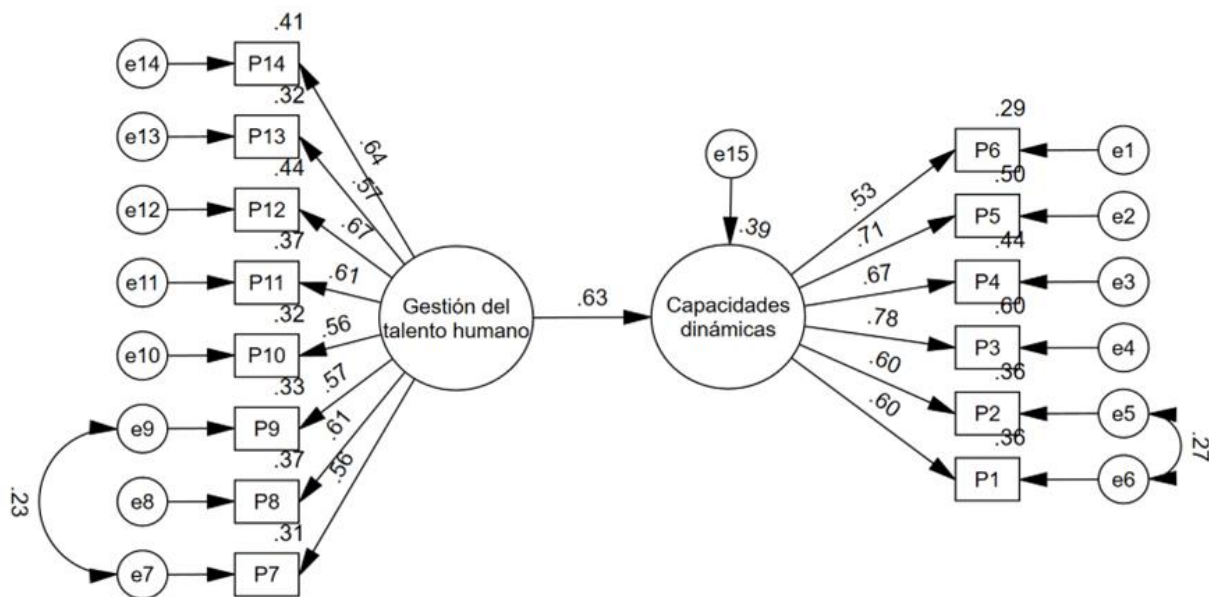 .41
e14
P14
.32
e13
P13
.44
e12
P12
.37
e11
P11
.32
e10
P10
.33
e9
P9
.37
e8
P8
.31
e7
P7
.23
.64
.57
.67
.61
.56
.57
.61
.56
Gestión del
talento humano
.63
e15
.39
Capacidades
dinámicas
.53
.71
.67
.78
.60
.60
.29
P6
e1
.50
P5
e2
.44
P4
e3
.60
P3
e4
.36
P2
e5
.36
P1
e6
.27